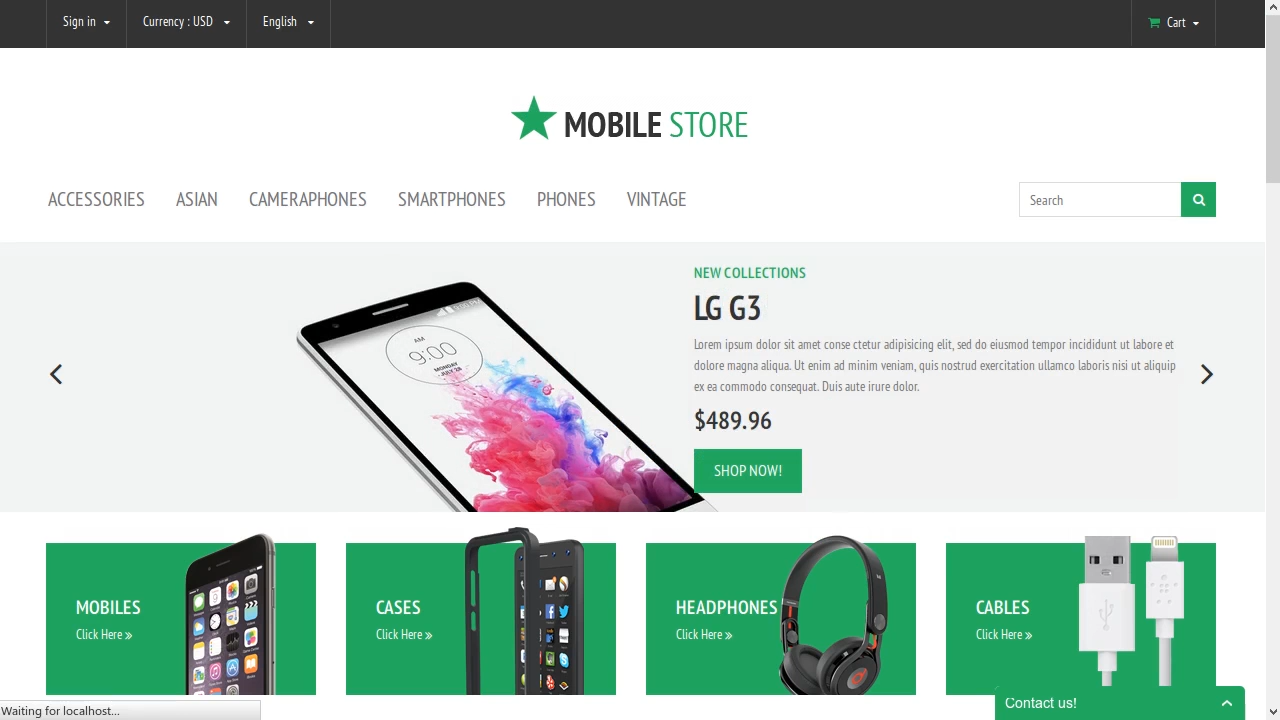 Sign in
Currency : USD
English
Cart
MOBILE STORE
ACCESSORIES
ASIAN
CAMERAPHONES
SMARTPHONES
PHONES
VINTAGE
Search
NEW COLLECTIONS
LG G3
Lorem ipsum dolor sit amet conse ctetur adipisicing elit, sed do eiusmod tempor incididunt ut labore et
dolore magna aliqua. Ut enim ad minim veniam, quis nostrud exercitation ullamco laboris nisi ut aliquip
ex ea commodo consequat. Duis aute irure dolor.
$489.96
SHOP NOW!
AM
9:00
MONDAY
MOBILES
Click Here »
CASES
Click Here »
HEADPHONES
Click Here »
CABLES
Click Here »
Contact us!
Waiting for localhost...